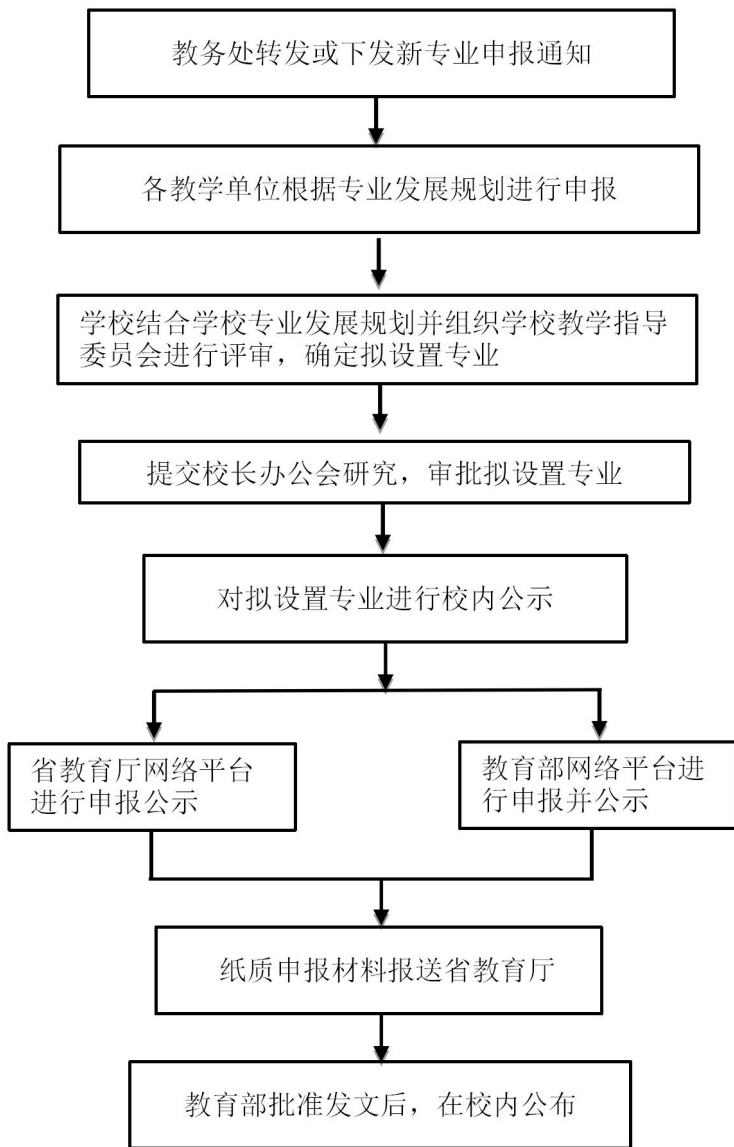 教务处转发或下发新专业申报通知
各教学单位根据专业发展规划进行申报
学校结合学校专业发展规划并组织学校教学指导
委员会进行评审，确定拟设置专业
提交校长办公会研究，审批拟设置专业
对拟设置专业进行校内公示
省教育厅网络平台
进行申报公示
教育部网络平台进
行申报并公示
纸质申报材料报送省教育厅
教育部批准发文后，在校内公布